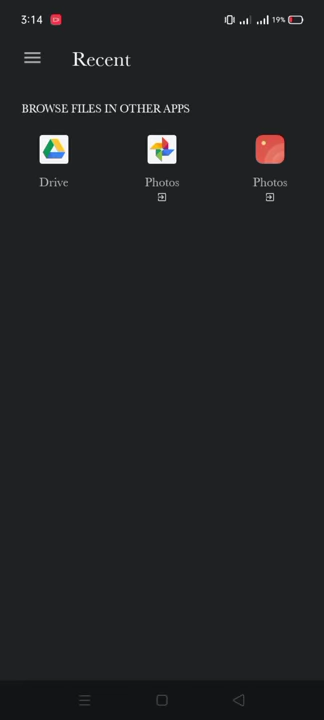 3:14
19%
Recent
BROWSE FILES IN OTHER APPS
Drive
Photos
Photos